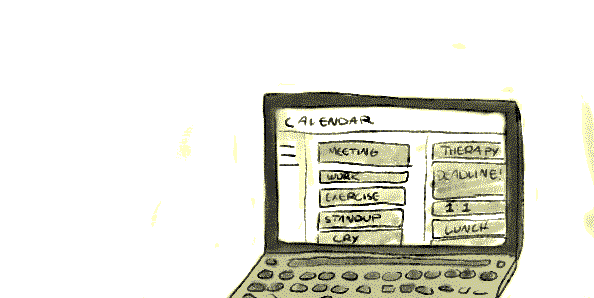 CALENDAR
MEETING
WORK
EXERCISE
STANDUP
CRY
THERAPY
DEADLINE!
1 1
LUNCH